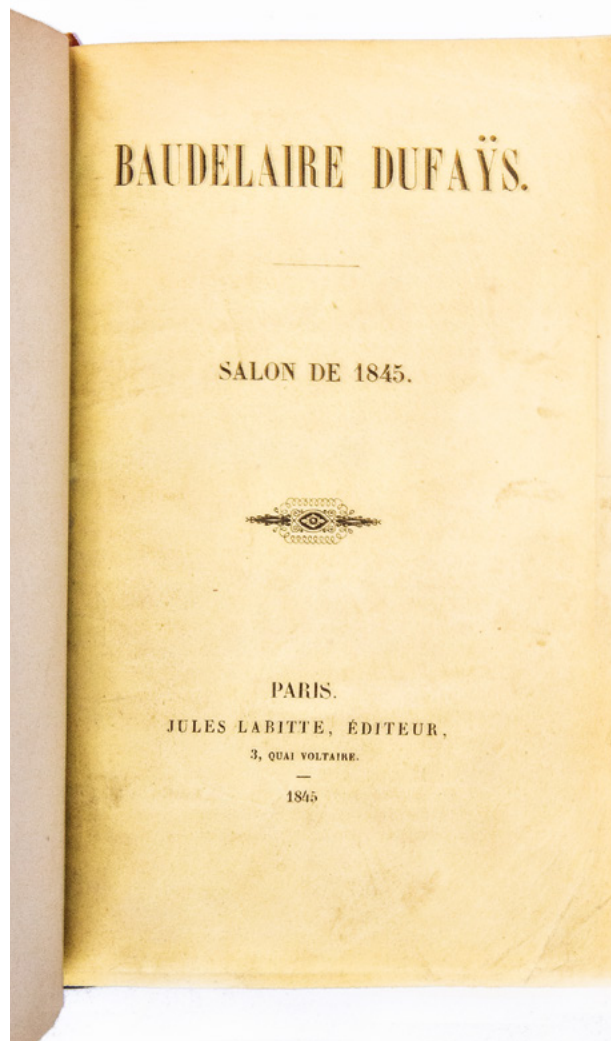 BAUDELAIRE DUFAŸS.
SALON DE 1845.
PARIS.
JULES LABITTE, ÉDITEUR,
3, QUAI VOLTAIRE.
1845